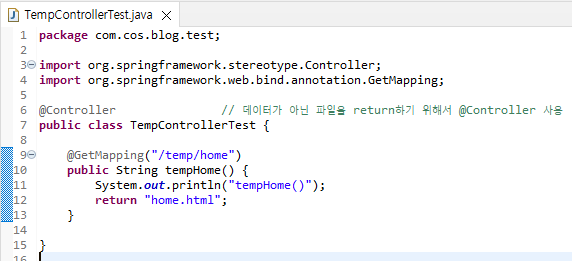 TempControllerTest.java
1 package com.cos.blog.test;
2
3 import org.springframework.stereotype.Controller;
4 import org.springframework.web.bind.annotation.GetMapping;
5
6 @Controller // 데이터가 아닌 파일을 return하기 위해서 @Controller 사용
7 public class TempControllerTest {
8
9 @GetMapping("/temp/home")
10 public String tempHome() {
11 System.out.println("tempHome()");
12 return "home.html";
13 }
14
15 }
16